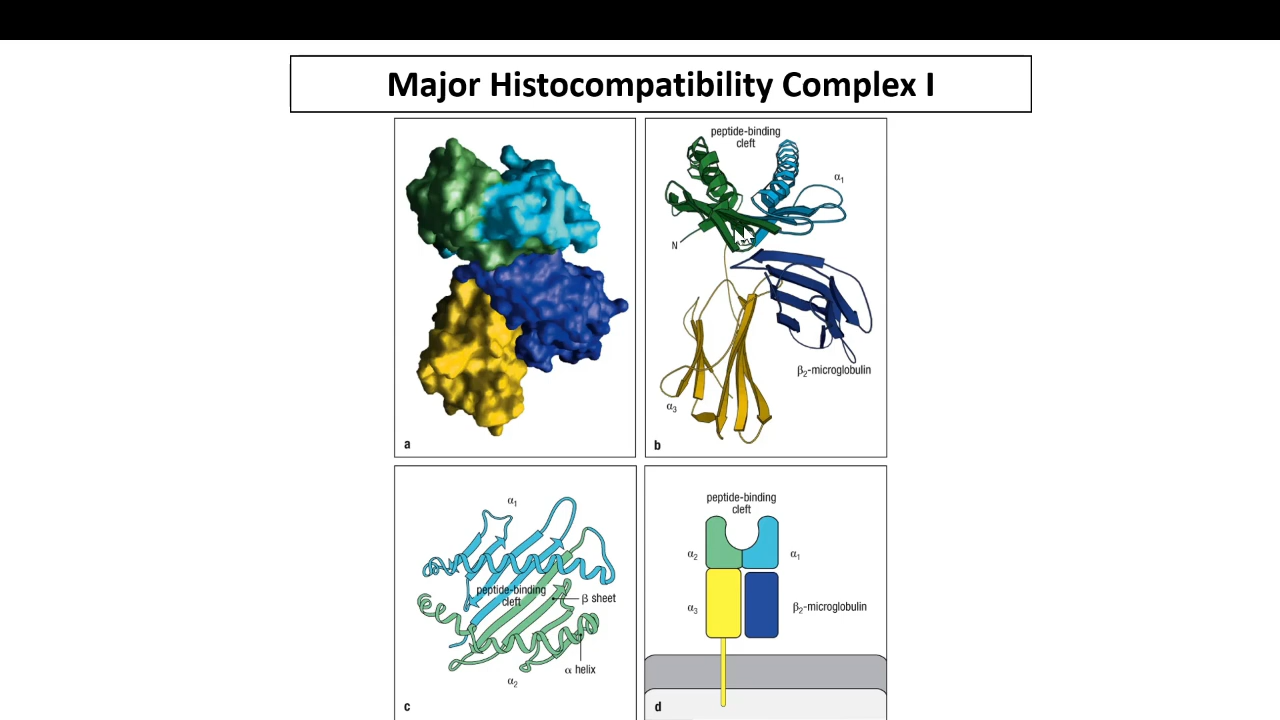 Major Histocompatibility Complex I
a
peptide-binding
cleft
α₁
N
β₂-microglobulin
α₃
b
α₁
peptide-binding
cleft
β sheet
α helix
α₂
c
peptide-binding
cleft
α₂
α₁
α₃
β₂-microglobulin
d